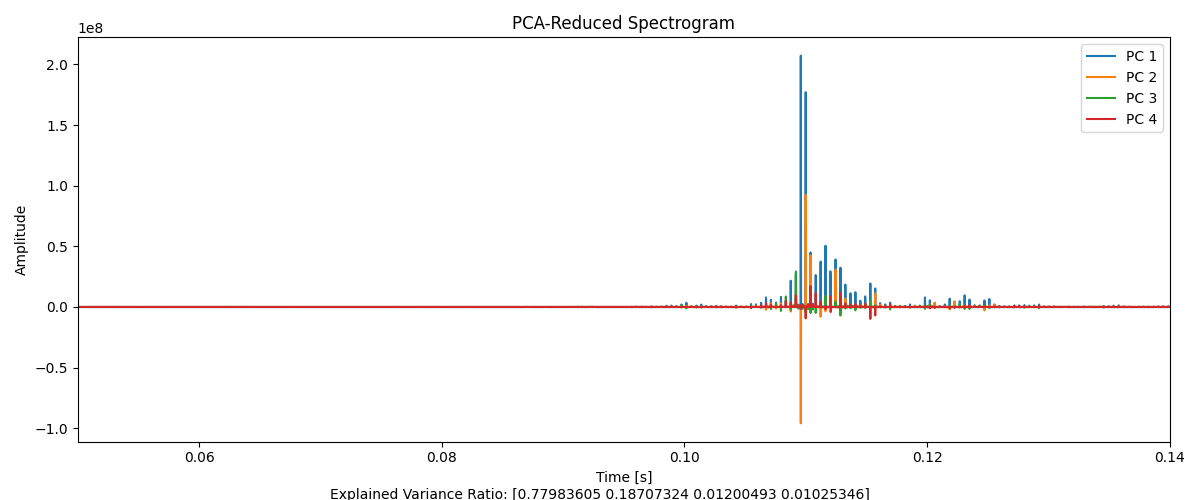 PCA-Reduced Spectrogram
1e8
2.0
1.5
1.0
0.5
0.0
−0.5
−1.0
Amplitude
PC 1
PC 2
PC 3
PC 4
0.06 0.08 0.10 0.12 0.14
Time [s]
Explained Variance Ratio: [0.77983605 0.18707324 0.01200493 0.01025346]